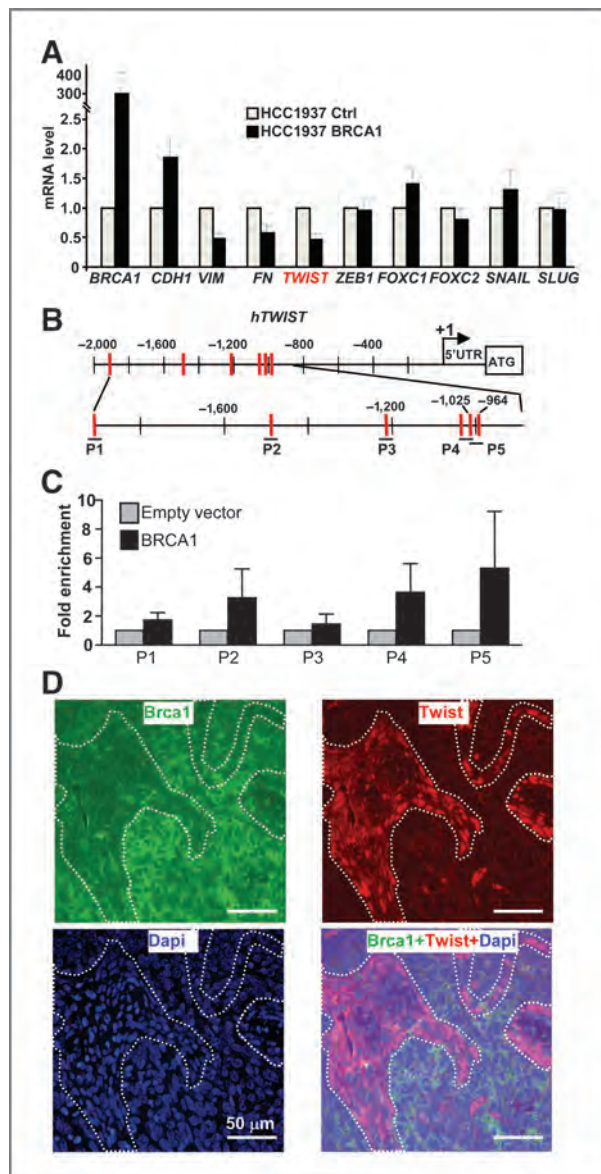 A
400
300
2.5
2.0
1.5
1.0
0.5
0
mRNA level
HCC1937 Ctrl
HCC1937 BRCA1
BRCA1 CDH1 VIM FN TWIST ZEB1 FOXC1 FOXC2 SNAIL SLUG
B
hTWIST
+1
−2,000 −1,600 −1,200 −800 −400
5'UTR
ATG
−1,025 −964
−1,600 −1,200
P1 P2 P3 P4 P5
C
10
8
6
4
2
0
Fold enrichment
Empty vector
BRCA1
P1 P2 P3 P4 P5
D
Brca1 Twist
Dapi Brca1+Twist+Dapi
50 μm